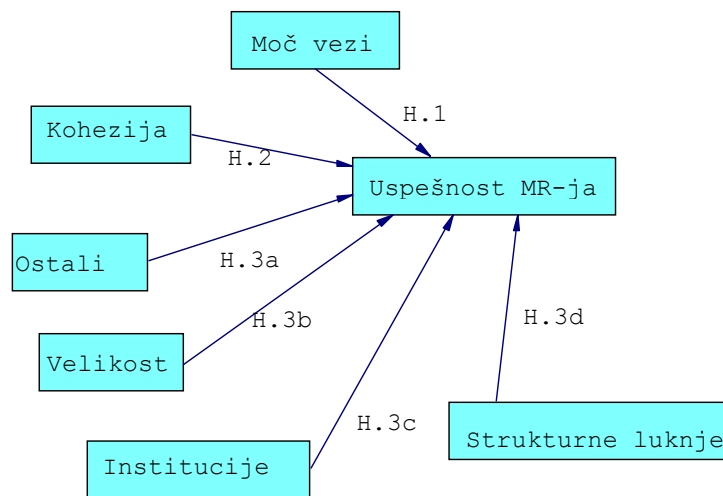 Moč vezi
H.1
Kohezija
H.2
Uspešnost MR-ja
Ostali
H.3a
H.3b
H.3d
Velikost
H.3c
Strukturne luknje
Institucije